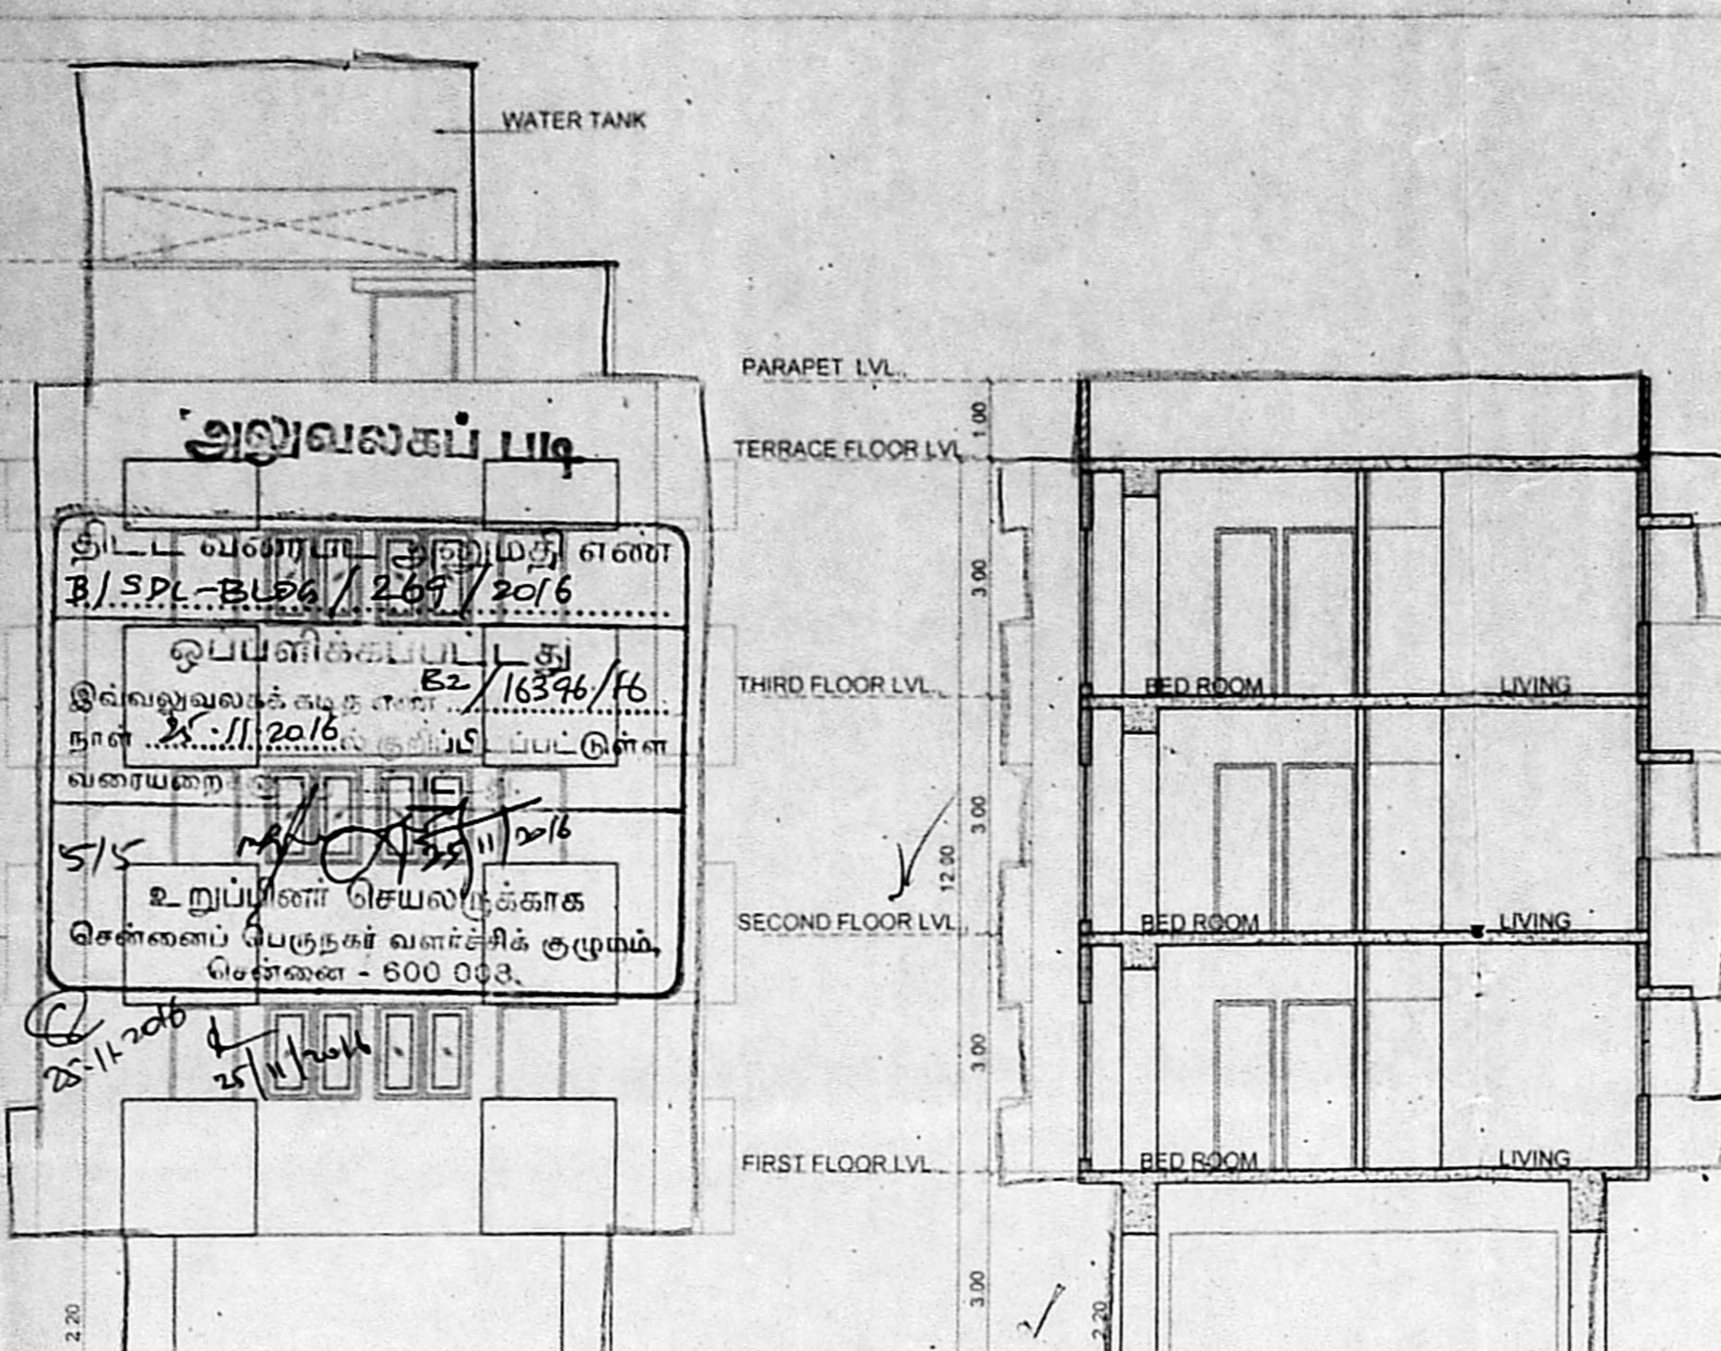 WATER TANK
அலுவலகப் படி
திட்ட வரைபட அனுமதி எண்
B/SPL-BLDG/269/2016
ஒப்பளிக்கப்பட்டது
இவ்வலுவலகக் கடித எண் B2/16396/16
நாள் 25.11.2016 ல் குறிப்பிடப்பட்டுள்ள
5/5
25/11/2016
உறுப்பினர் செயலருக்காக
சென்னைப் பெருநகர் வளர்ச்சிக் குழுமம்,
சென்னை - 600 008.
25-11-2016
25/11/2016
2.20
PARAPET LVL.
1.00
TERRACE FLOOR LVL
3.00
THIRD FLOOR LVL.
3.00
12.00
SECOND FLOOR LVL.
3.00
FIRST FLOOR LVL.
3.00
2.20
BED ROOM LIVING
BED ROOM LIVING
BED ROOM LIVING